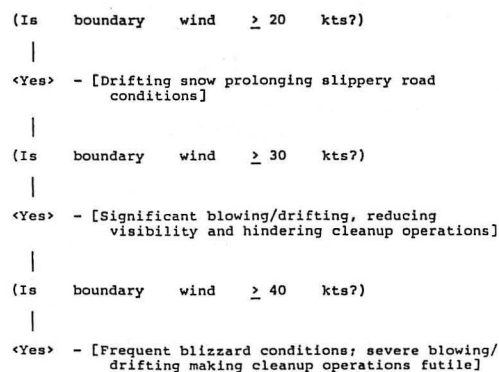 (Is boundary wind ≥ 20 kts?)
<Yes> - [Drifting snow prolonging slippery road
conditions]
(Is boundary wind ≥ 30 kts?)
<Yes> - [Significant blowing/drifting, reducing
visibility and hindering cleanup operations]
(Is boundary wind ≥ 40 kts?)
<Yes> - [Frequent blizzard conditions; severe blowing/
drifting making cleanup operations futile]